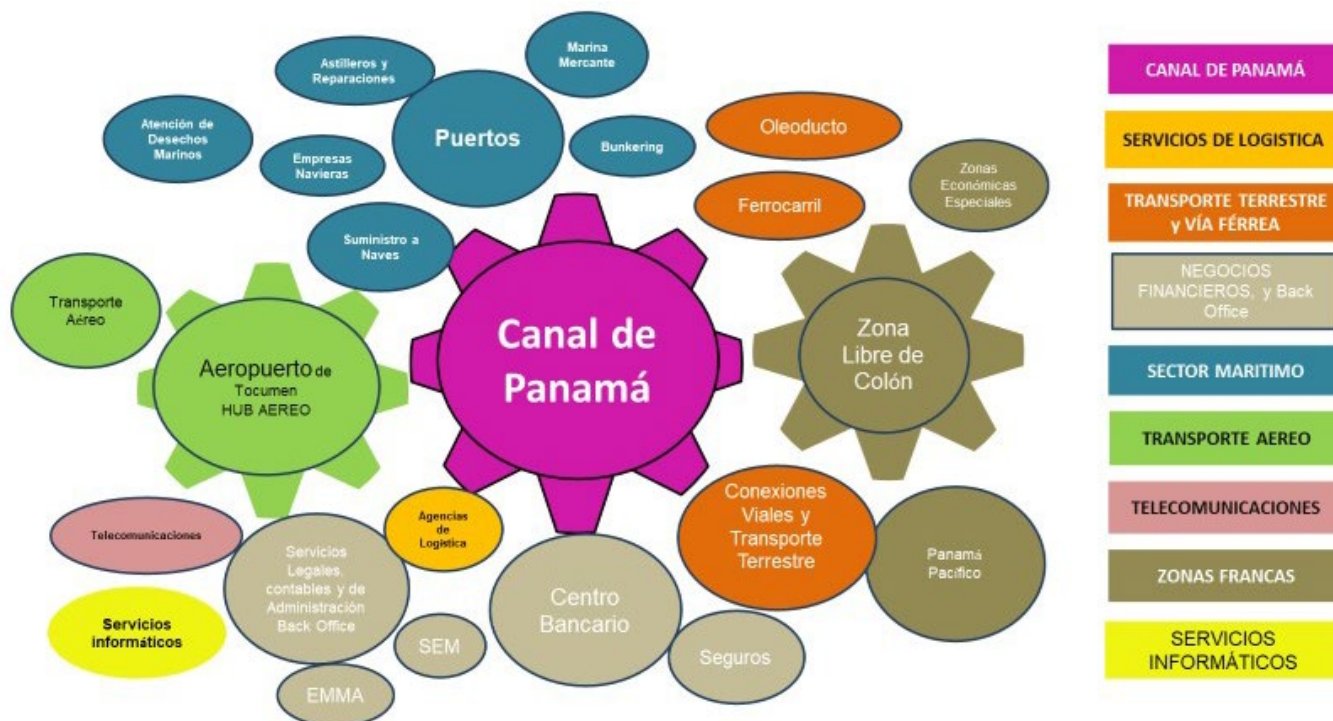 Marina
Mercante
Astilleros y
Reparaciones
Atención de
Desechos
Marinos
Puertos
Empresas
Navieras
Bunkering
Suministro a
Naves
Oleoducto
Ferrocarril
Zonas
Económicas
Especiales
Transporte
Aéreo
Aeropuerto de
Tocumen
HUB AEREO
Canal de
Panamá
Zona
Libre de
Colón
Telecomunicaciones
Servicios
informáticos
Servicios
Legales,
contables y de
Administración
Back Office
Agencias
de
Logística
SEM
EMMA
Centro
Bancario
Seguros
Conexiones
Viales y
Transporte
Terrestre
Panamá
Pacífico
CANAL DE PANAMÁ
SERVICIOS DE LOGISTICA
TRANSPORTE TERRESTRE
y VÍA FÉRREA
NEGOCIOS
FINANCIEROS, y Back
Office
SECTOR MARITIMO
TRANSPORTE AEREO
TELECOMUNICACIONES
ZONAS FRANCAS
SERVICIOS
INFORMÁTICOS